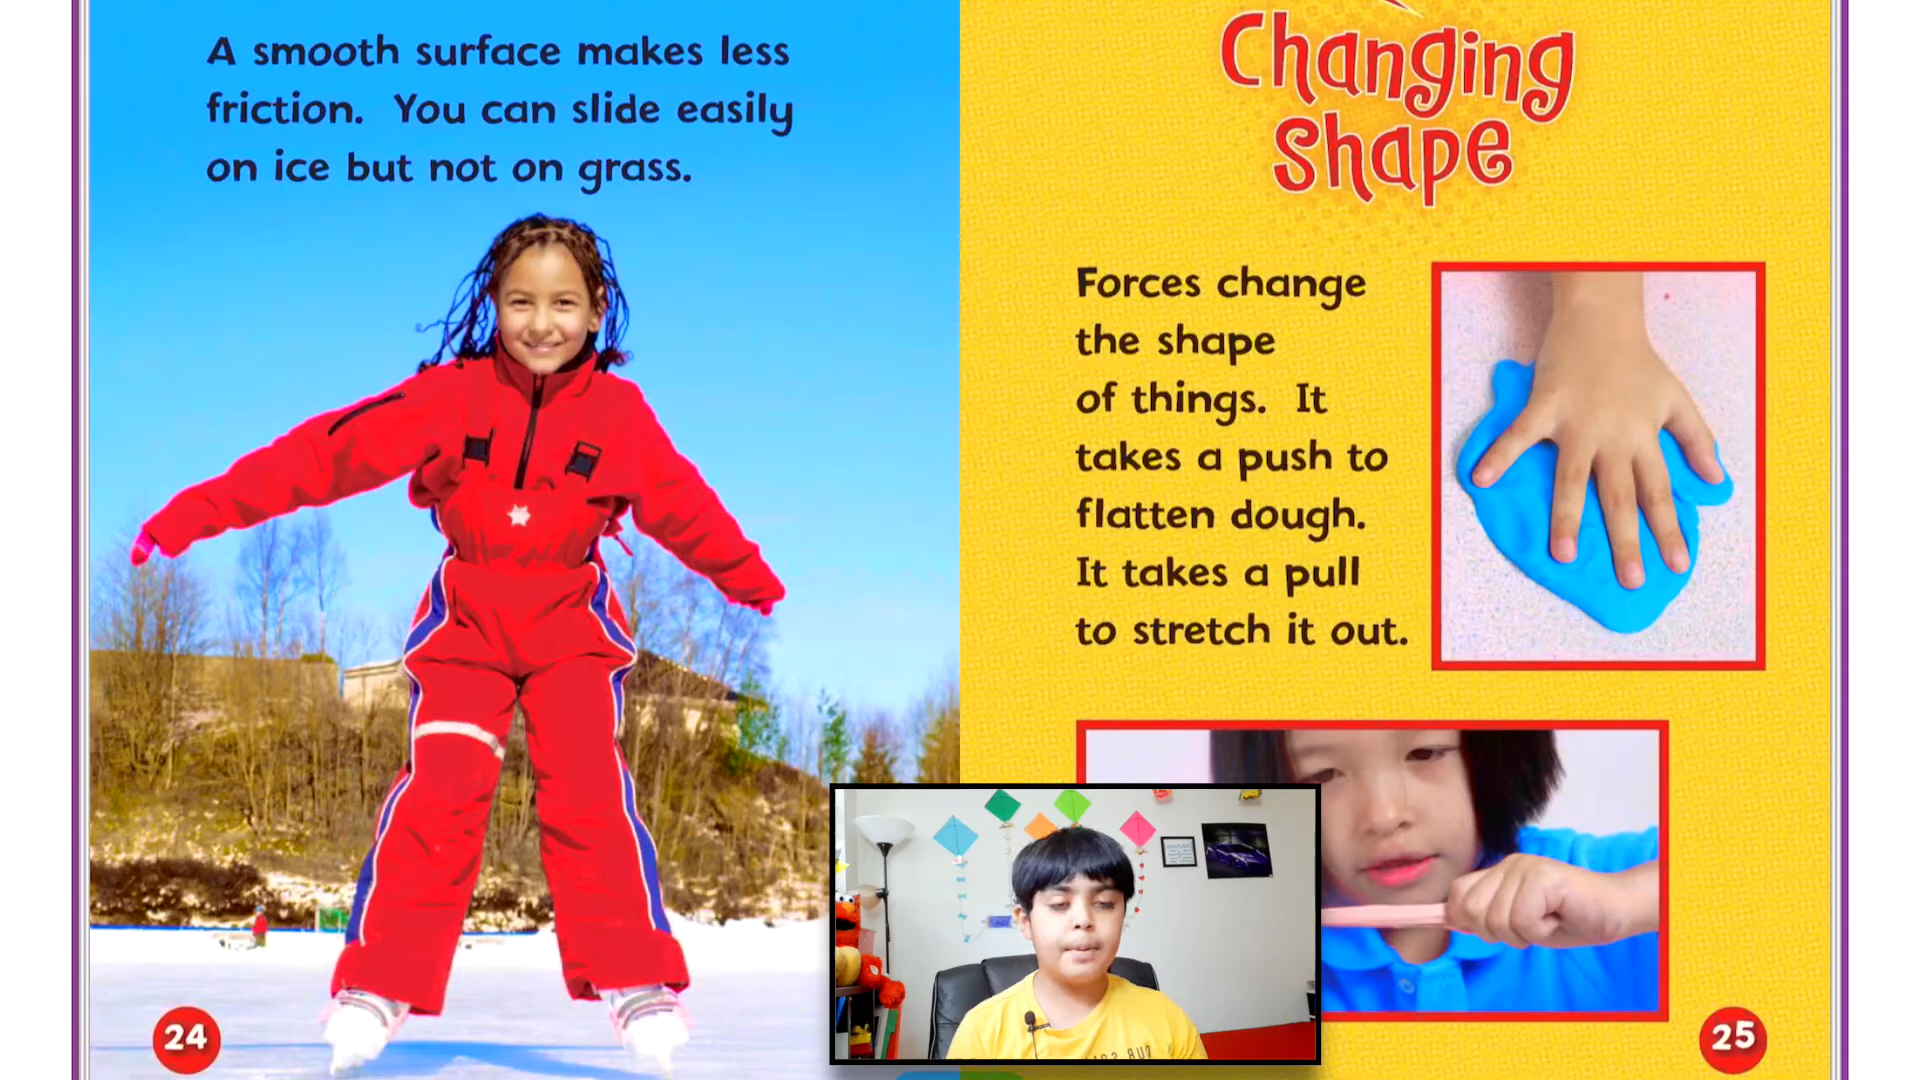 A smooth surface makes less
friction. You can slide easily
on ice but not on grass.
24
Changing
Shape
Forces change
the shape
of things. It
takes a push to
flatten dough.
It takes a pull
to stretch it out.
25